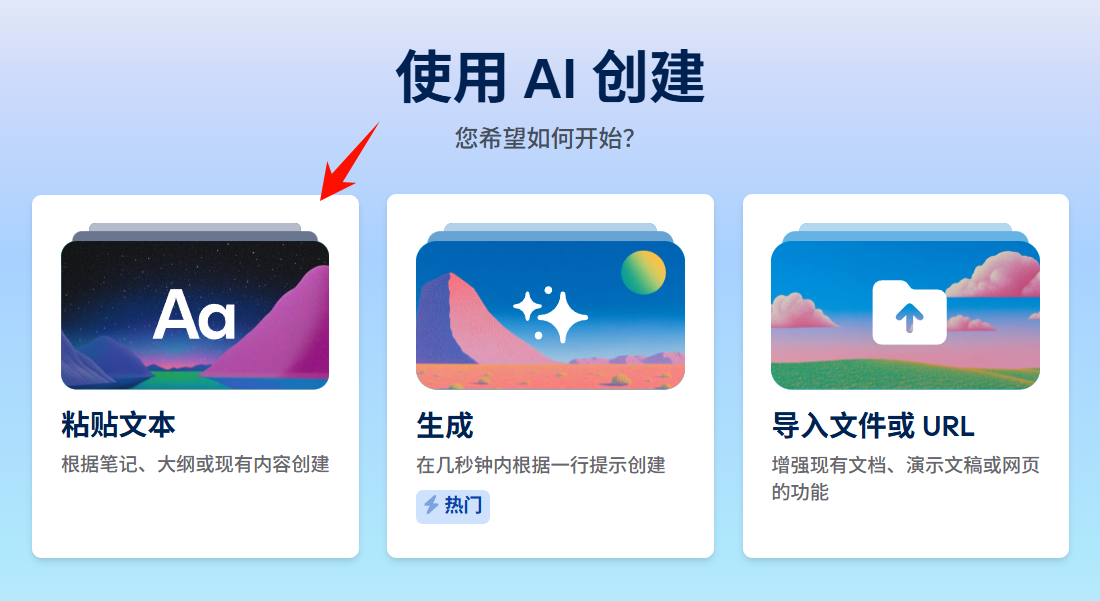 使用 AI 创建
您希望如何开始?
Aa
粘贴文本
根据笔记、大纲或现有内容创建
生成
在几秒钟内根据一行提示创建
热门
导入文件或 URL
增强现有文档、演示文稿或网页
的功能